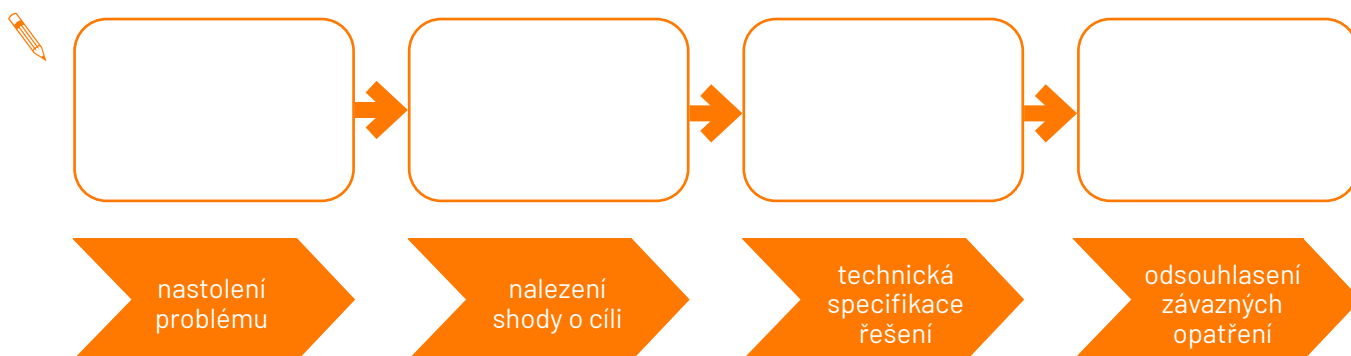 nastolení
problému
nalezení
shody o cíli
technická
specifikace
řešení
odsouhlasení
závazných
opatření